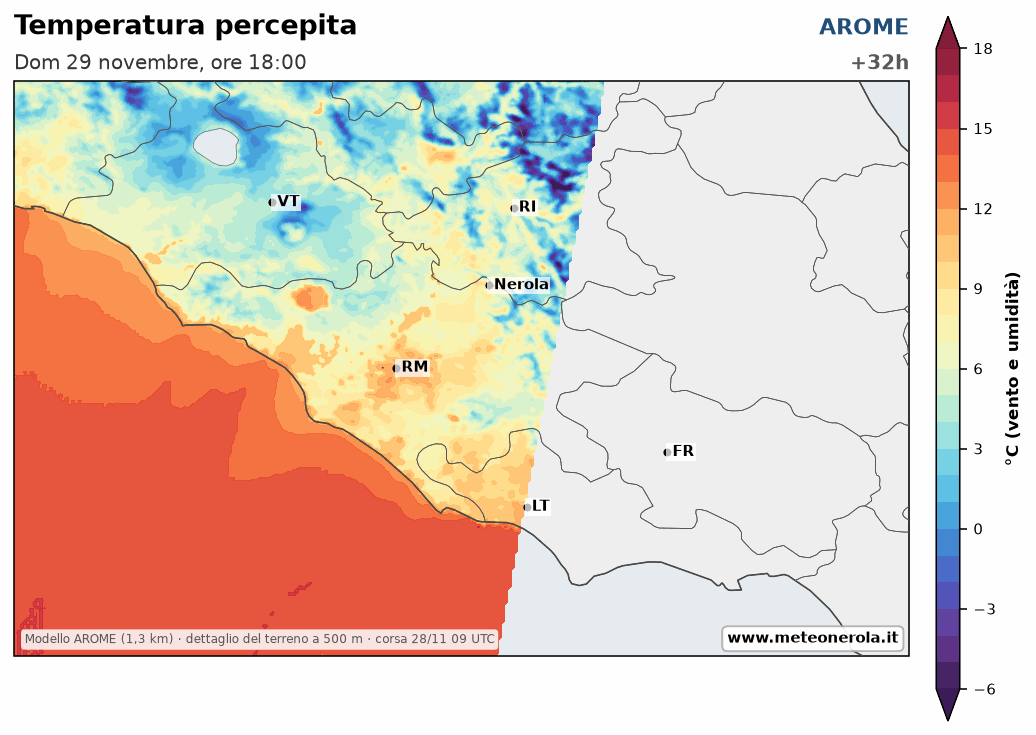 Temperatura percepita
AROME
Dom 29 novembre, ore 18:00
+32h
18
15
12
9
6
3
0
−3
−6
°C (vento e umidità)
VT
RI
Nerola
RM
FR
LT
Modello AROME (1,3 km) · dettaglio del terreno a 500 m · corsa 28/11 09 UTC
www.meteonerola.it